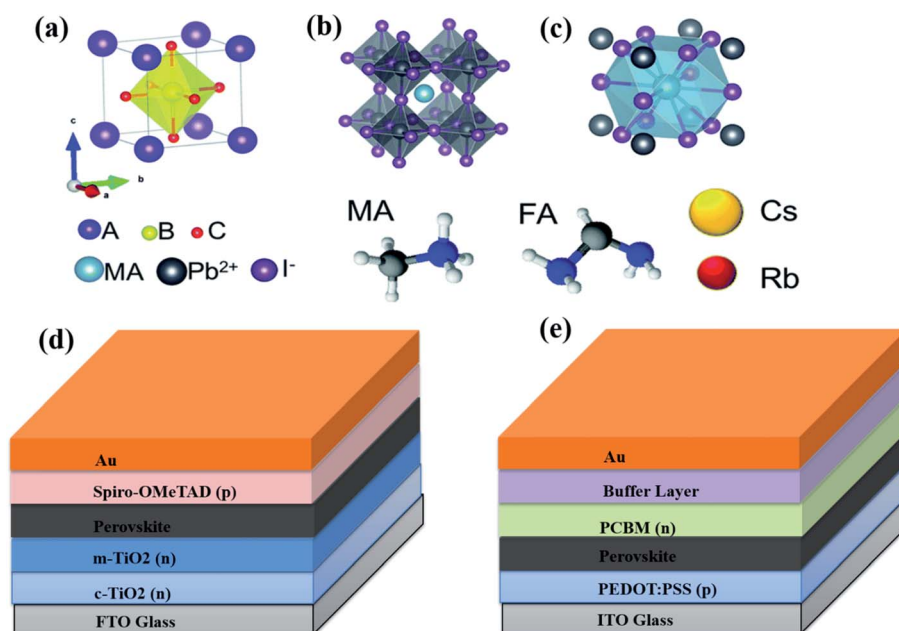 (a)
(b)
(c)
c
b
a
A B C
MA Pb²⁺ I⁻
MA
FA
Cs
Rb
(d)
Au
Spiro-OMeTAD (p)
Perovskite
m-TiO2 (n)
c-TiO2 (n)
FTO Glass
(e)
Au
Buffer Layer
PCBM (n)
Perovskite
PEDOT:PSS (p)
ITO Glass